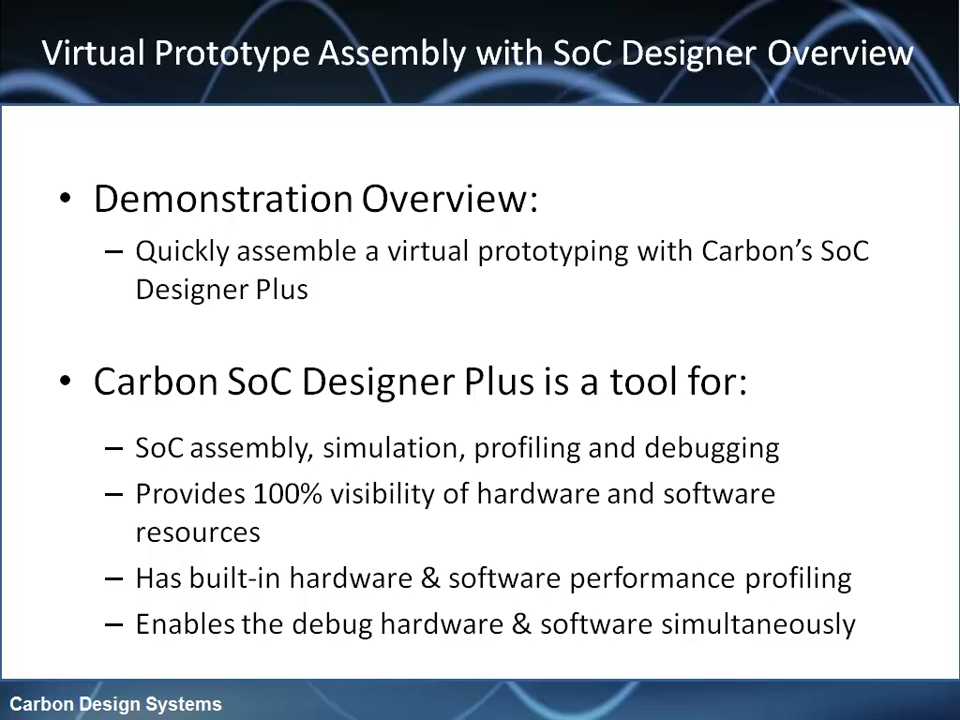 Virtual Prototype Assembly with SoC Designer Overview
• Demonstration Overview:
– Quickly assemble a virtual prototyping with Carbon’s SoC
Designer Plus
• Carbon SoC Designer Plus is a tool for:
– SoC assembly, simulation, profiling and debugging
– Provides 100% visibility of hardware and software
resources
– Has built-in hardware & software performance profiling
– Enables the debug hardware & software simultaneously
Carbon Design Systems